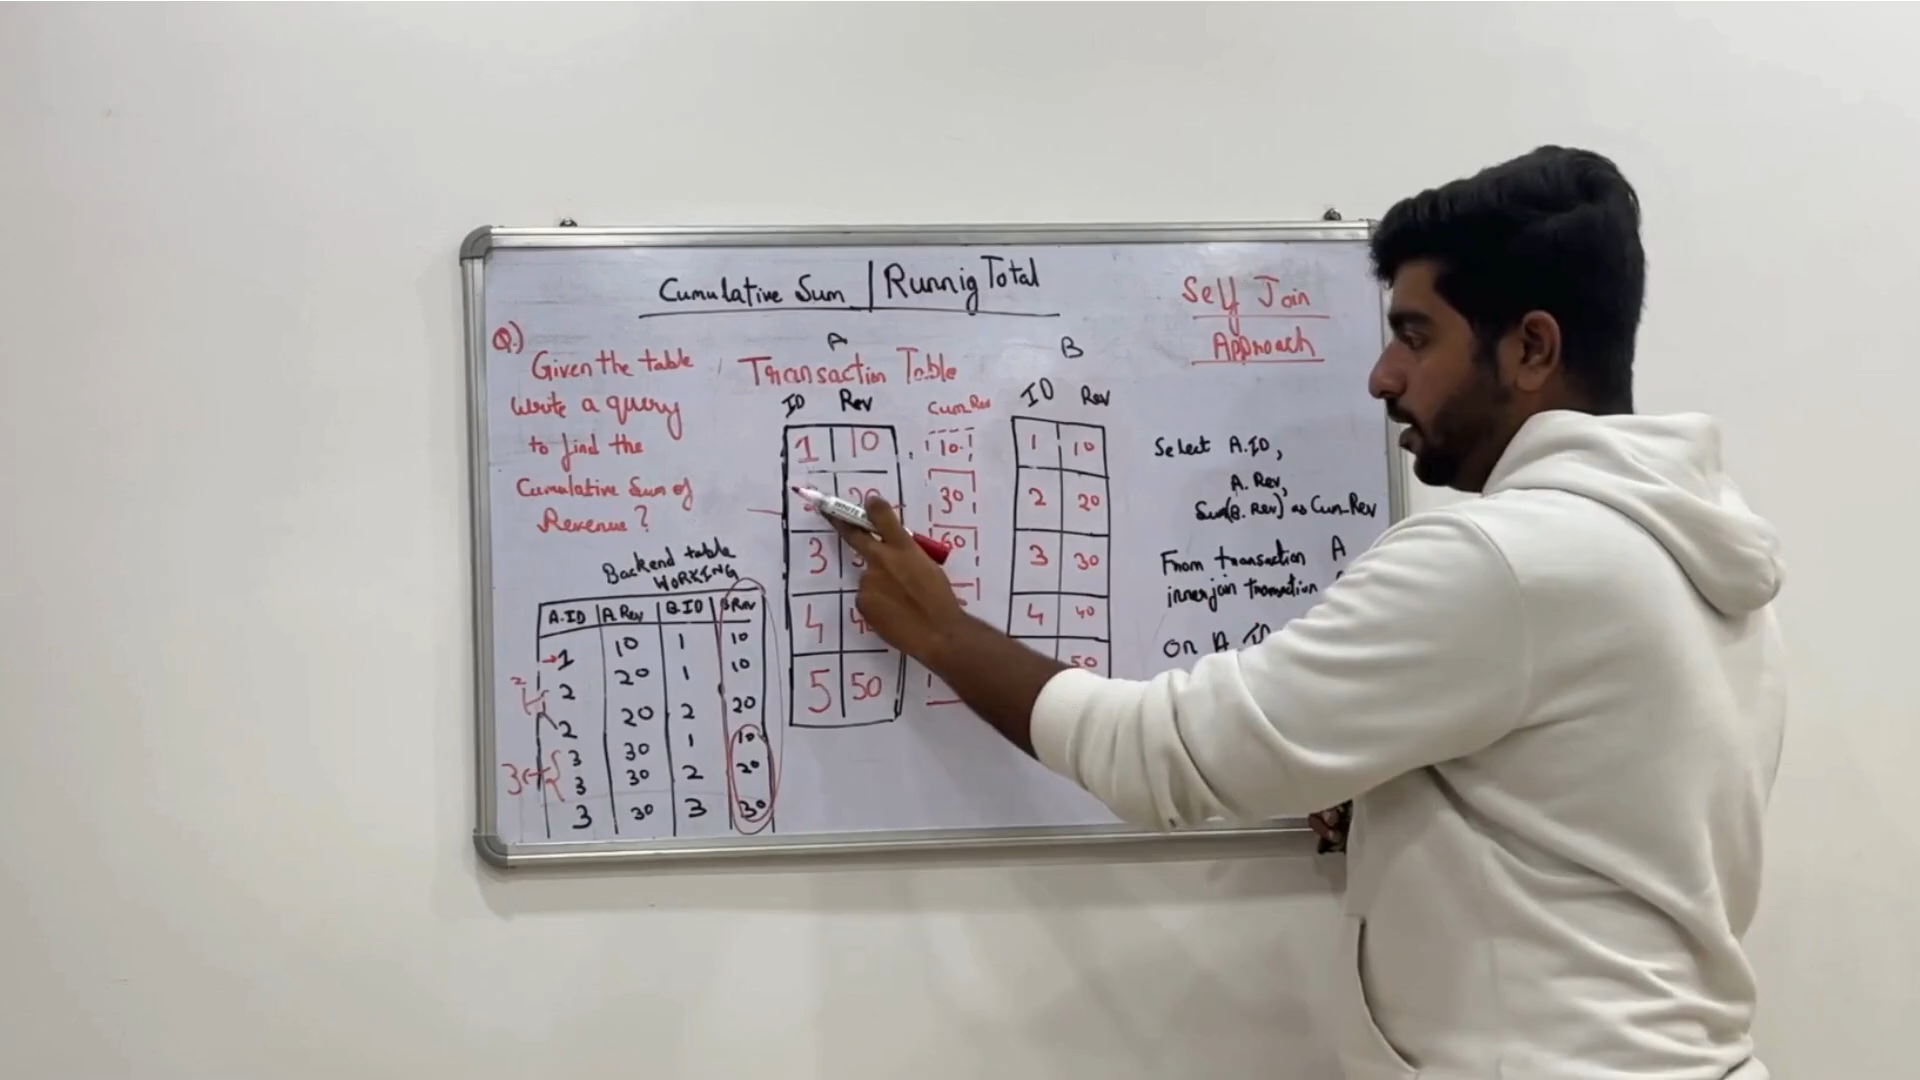 Cumulative Sum | Runnig Total
Self Join
Approach
Q.)
Given the table
Write a query
to find the
Cumulative Sum of
Revenue?
A
Transaction Table
ID Rev Cum Rev
1 10 10
20 30
3 60
4
5 50
B
ID Rev
1 10
2 20
3 30
4 40
50
Select A.ID,
A. Rev,
Sum(B. Rev) as Cum Rev
From transaction A
inner join transaction
On A. ID
Backend table
WORKING
A.ID A Rev B.ID B Rev
1 10 1 10
2 20 1 10
2 20 2 20
3 30 1 10
3 30 2 20
3 30 3 30
2
3